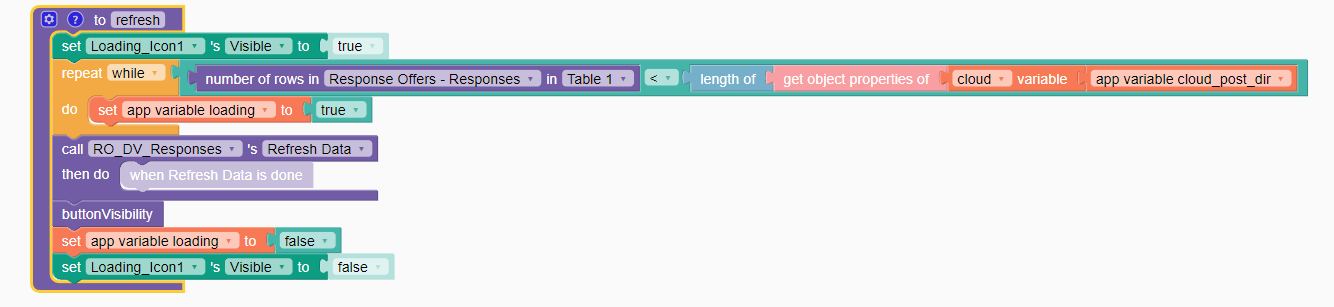 ? to refresh
set Loading_Icon1 's Visible to true
repeat while number of rows in Response Offers - Responses in Table 1 < length of get object properties of cloud variable app variable cloud_post_dir
do set app variable loading to true
call RO_DV_Responses 's Refresh Data
then do when Refresh Data is done
buttonVisibility
set app variable loading to false
set Loading_Icon1 's Visible to false